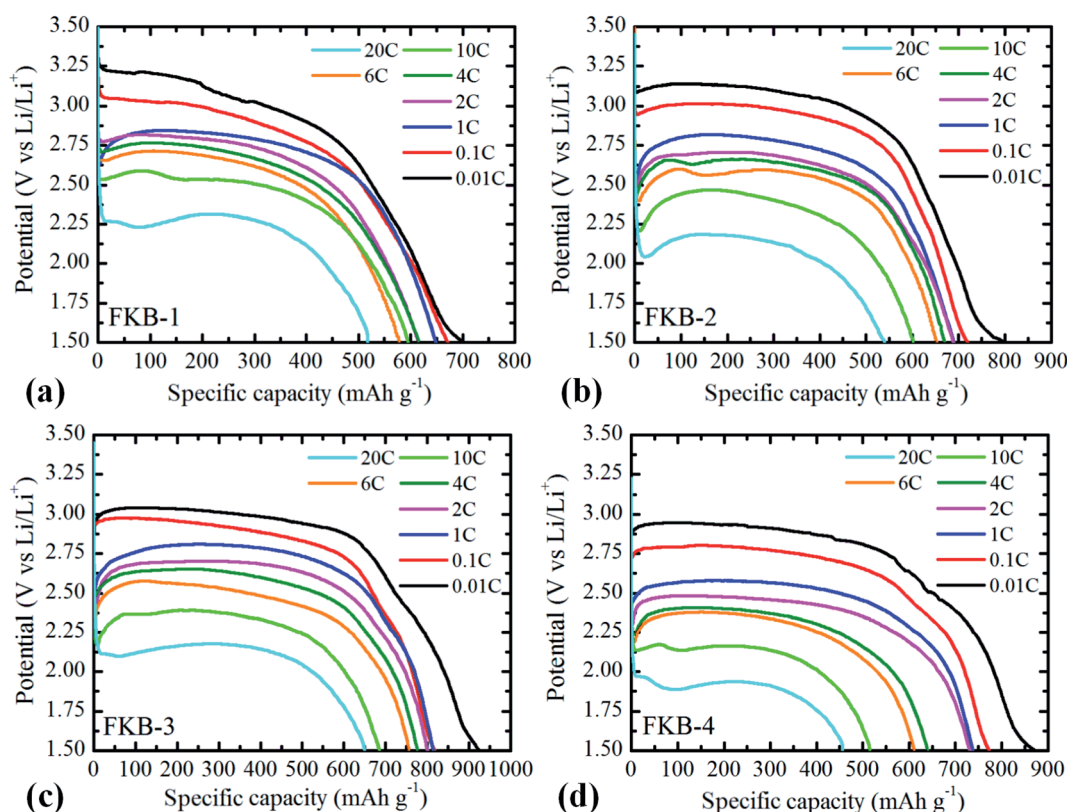 3.50
3.25
3.00
2.75
2.50
2.25
2.00
1.75
1.50
Potential (V vs Li/Li⁺)
20C 10C
6C 4C
2C
1C
0.1C
0.01C
FKB-1
0 100 200 300 400 500 600 700 800
Specific capacity (mAh g⁻¹)
(a)
3.50
3.25
3.00
2.75
2.50
2.25
2.00
1.75
1.50
Potential (V vs Li/Li⁺)
20C 10C
6C 4C
2C
1C
0.1C
0.01C
FKB-2
0 100 200 300 400 500 600 700 800 900
Specific capacity (mAh g⁻¹)
(b)
3.50
3.25
3.00
2.75
2.50
2.25
2.00
1.75
1.50
Potential (V vs Li/Li⁺)
20C 10C
6C 4C
2C
1C
0.1C
0.01C
FKB-3
0 100 200 300 400 500 600 700 800 900 1000
Specific capacity (mAh g⁻¹)
(c)
3.50
3.25
3.00
2.75
2.50
2.25
2.00
1.75
1.50
Potential (V vs Li/Li⁺)
20C 10C
6C 4C
2C
1C
0.1C
0.01C
FKB-4
0 100 200 300 400 500 600 700 800 900
Specific capacity (mAh g⁻¹)
(d)